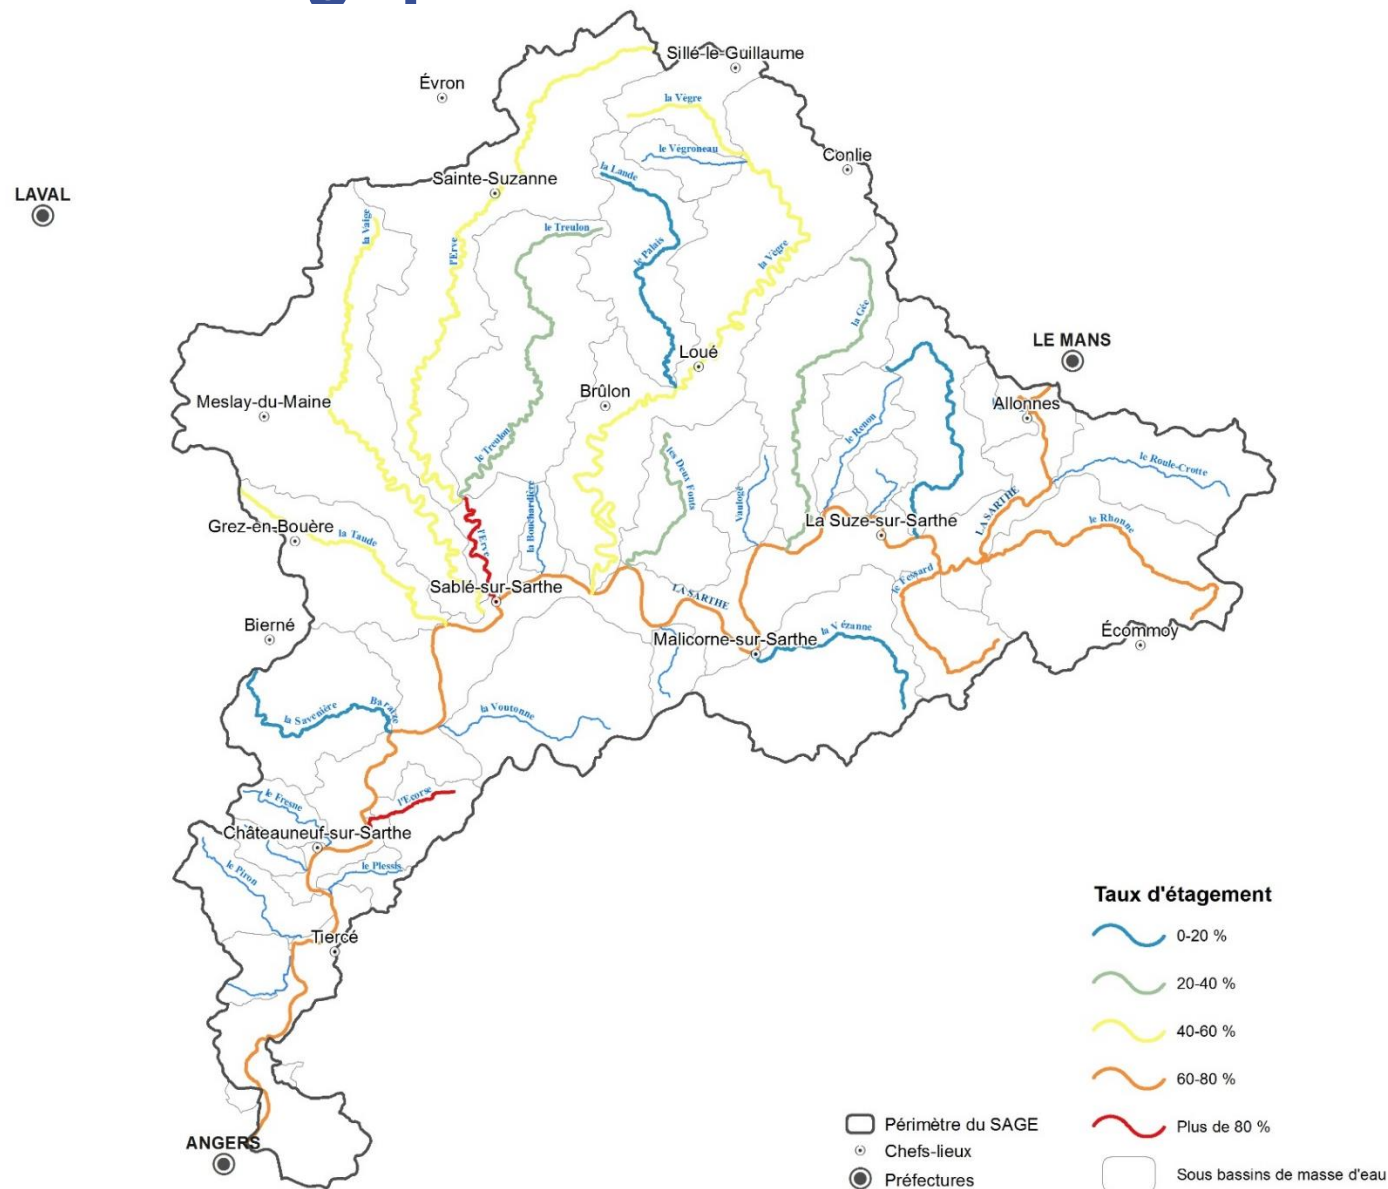 Sillé-le-Guillaume
Évron
la Vègre
le Végroneau
Conlie
la Laude
Sainte-Suzanne
LAVAL
la Vaige
l'Erve
le Treulon
le Palais
la Vègre
la Gée
LE MANS
Loué
Brûlon
Meslay-du-Maine
Allonnes
le Renom
le Treulon
les Deux Fonts
le Roule-Crotte
la Bouchardière
Vaulogé
LA SARTHE
Grez-en-Bouère
la Taude
l'Erve
La Suze-sur-Sarthe
le Rhonne
le Fessard
Sablé-sur-Sarthe
LA SARTHE
Bierné
Malicorne-sur-Sarthe
la Vézanne
Écommoy
la Savenière
Baraize
la Voutonne
le Fresne
l'Ecorse
Châteauneuf-sur-Sarthe
le Piron
le Plessis
Tiercé
ANGERS
Taux d'étagement
0-20 %
20-40 %
40-60 %
60-80 %
Plus de 80 %
Sous bassins de masse d'eau
Périmètre du SAGE
Chefs-lieux
Préfectures